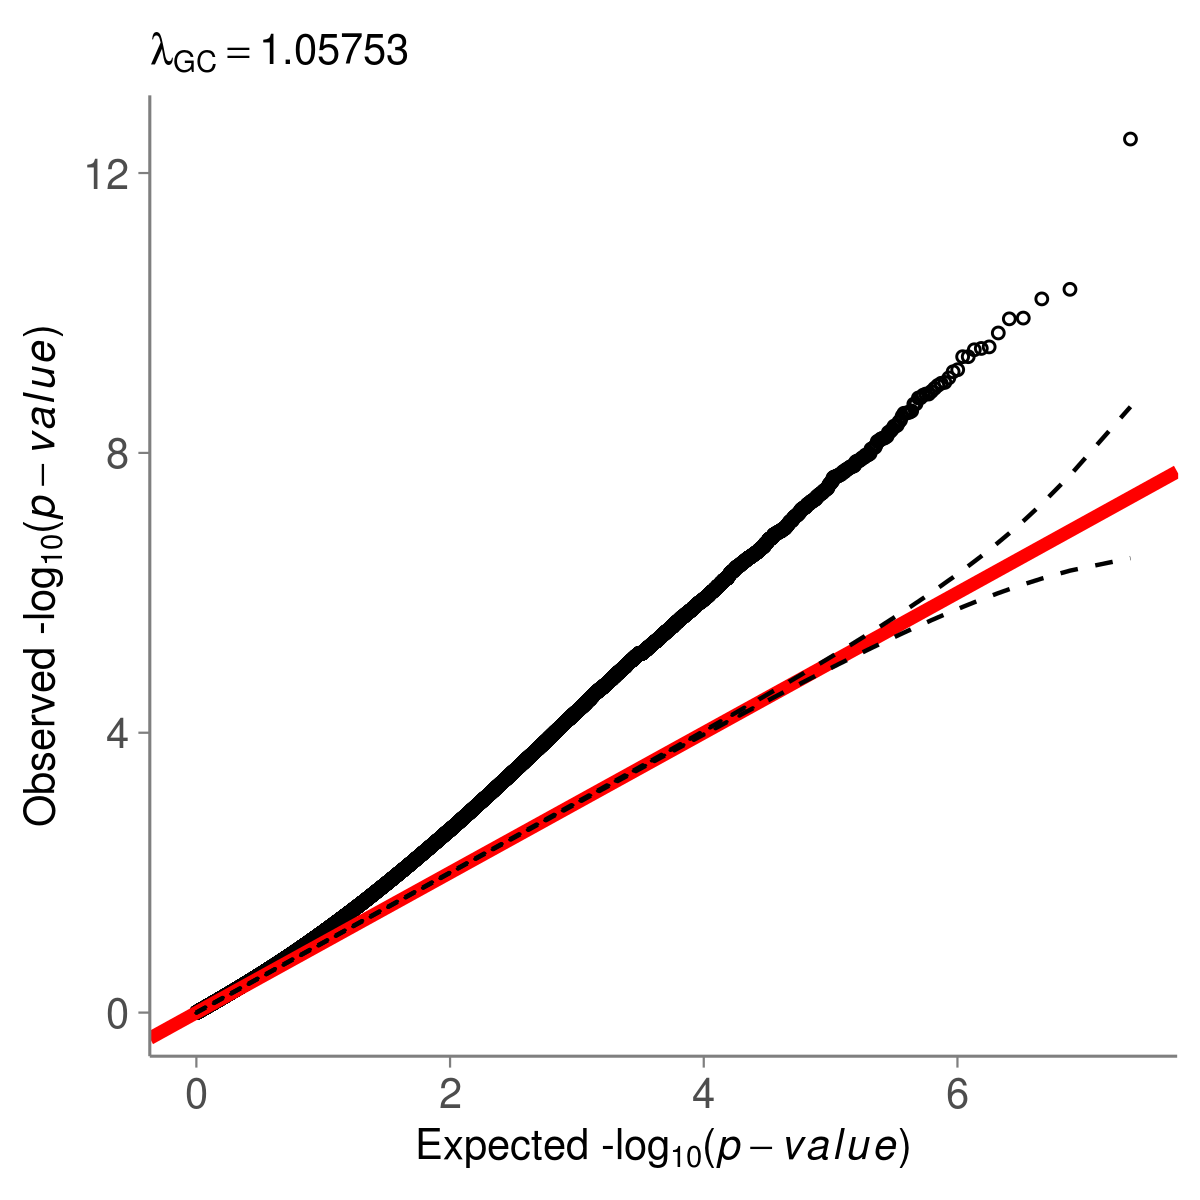 λGC = 1.05753
12
8
4
0
Observed -log10(p − value)
0 2 4 6
Expected -log10(p − value)